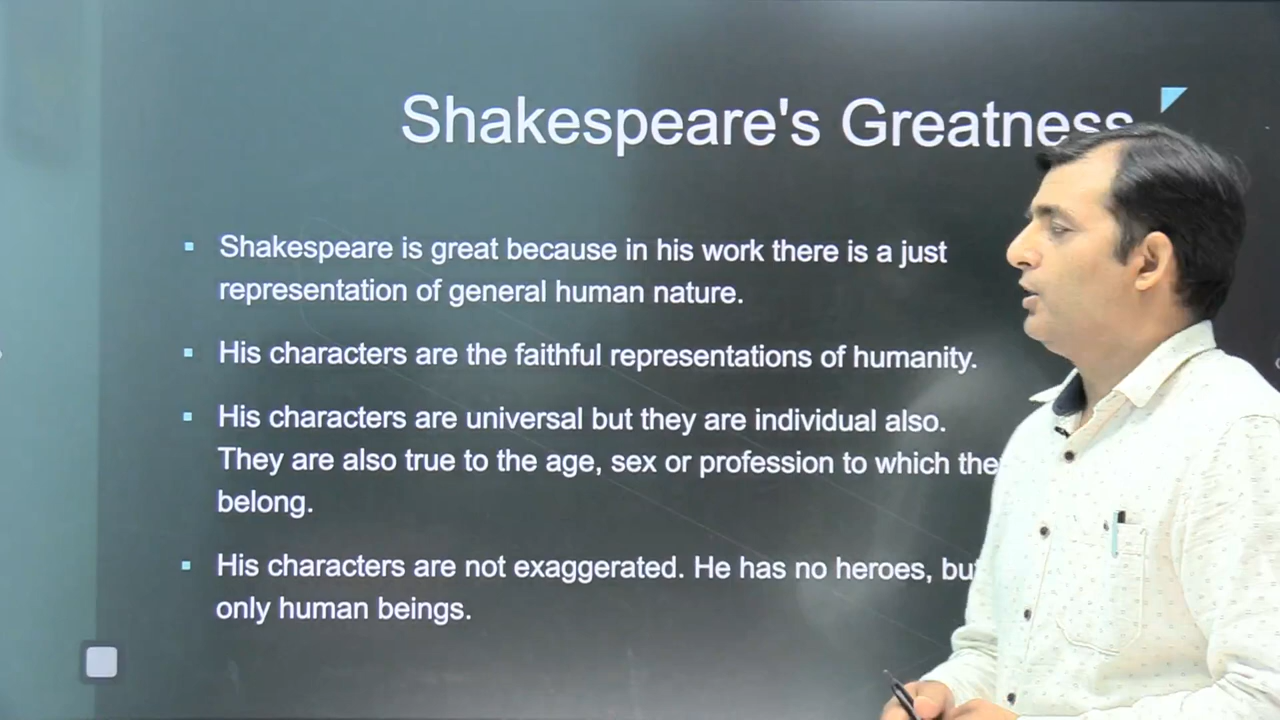 Shakespeare's Greatness
Shakespeare is great because in his work there is a just
representation of general human nature.
His characters are the faithful representations of humanity.
His characters are universal but they are individual also.
They are also true to the age, sex or profession to which
belong.
His characters are not exaggerated. He has no heroes, but
only human beings.